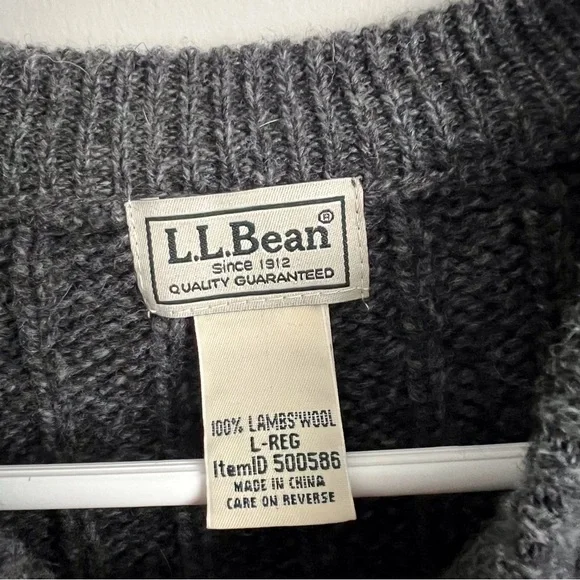 L.L.Bean®
Since 1912
QUALITY GUARANTEED
100% LAMBS'WOOL
L-REG
ItemID 500586
MADE IN CHINA
CARE ON REVERSE